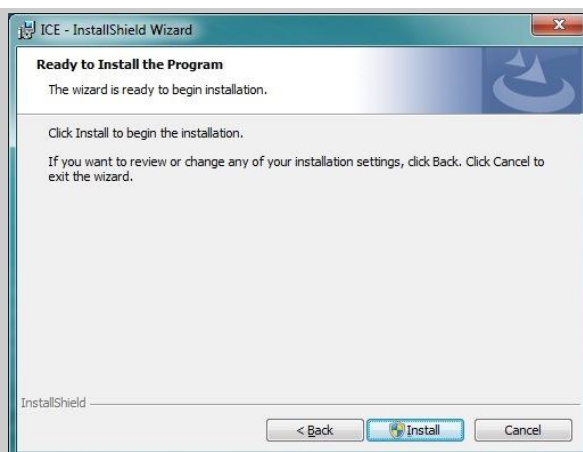 ICE - InstallShield Wizard
Ready to Install the Program
The wizard is ready to begin installation.
Click Install to begin the installation.
If you want to review or change any of your installation settings, click Back. Click Cancel to
exit the wizard.
InstallShield
< Back
Install
Cancel